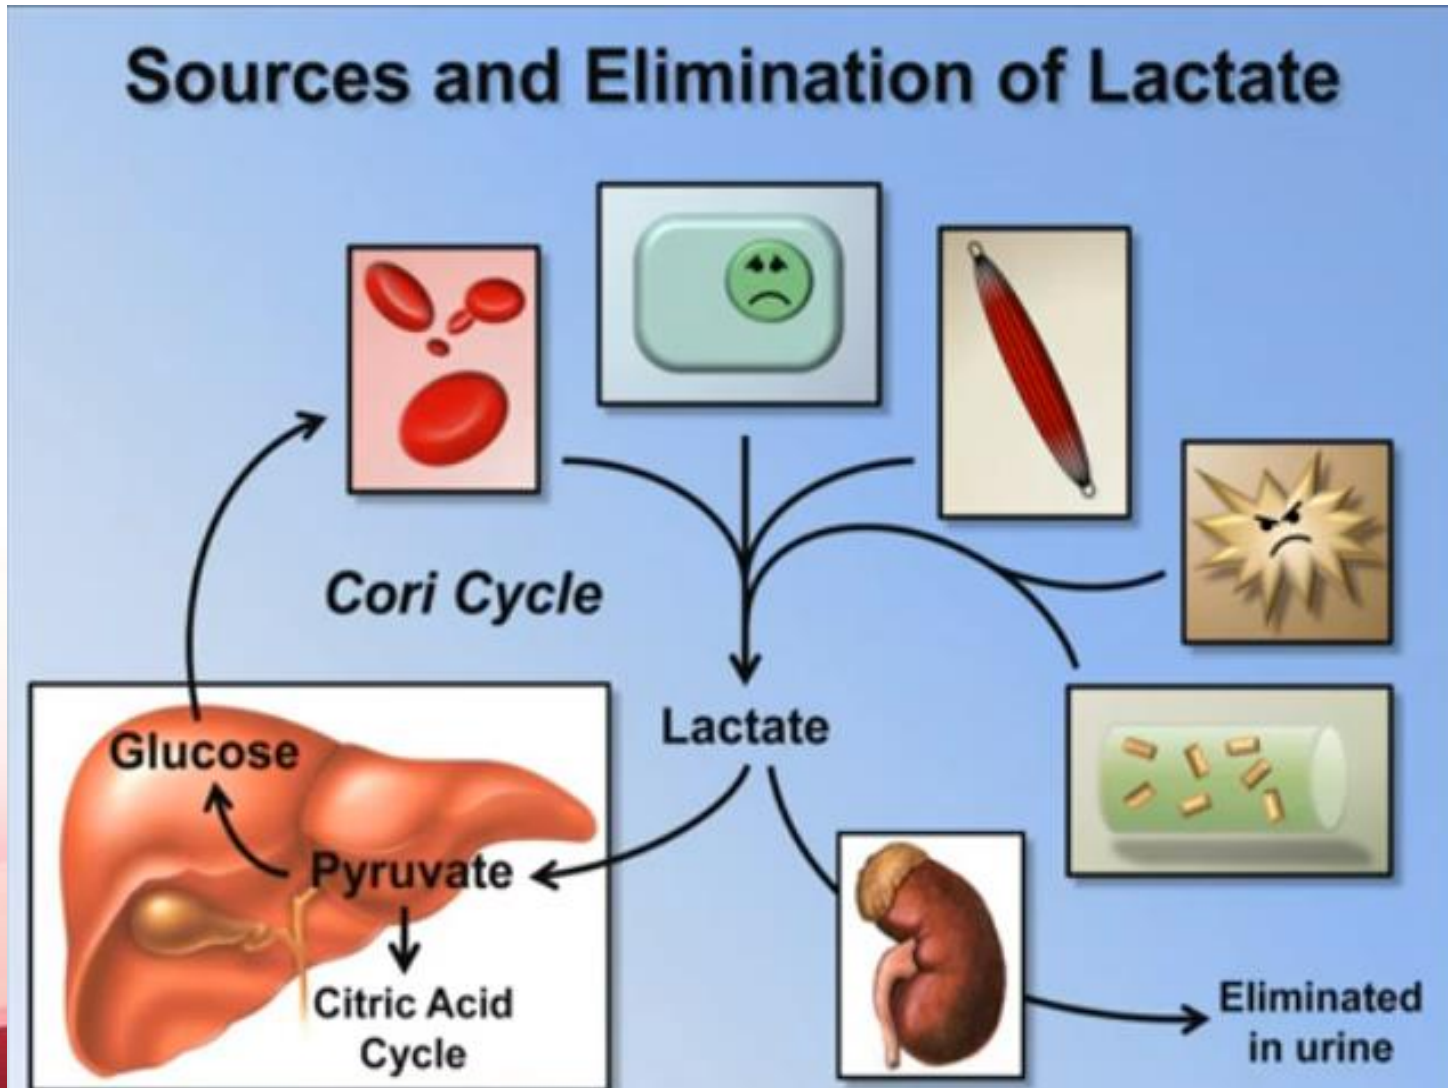 Sources and Elimination of Lactate
Cori Cycle
Lactate
Glucose
Pyruvate
Citric Acid
Cycle
Eliminated
in urine